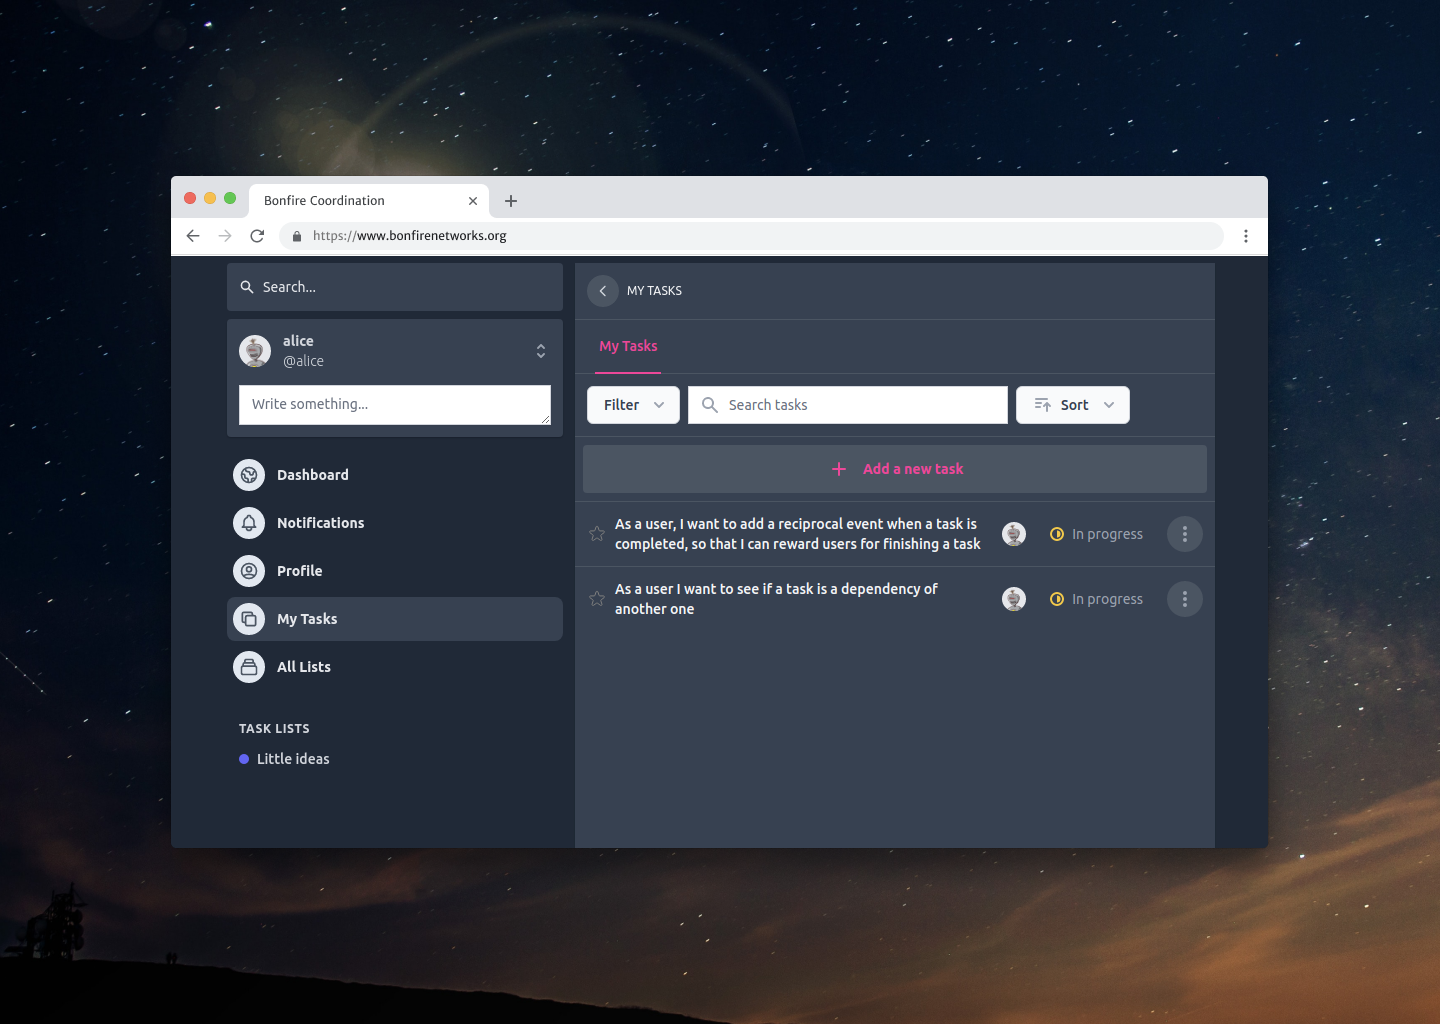 Bonfire Coordination
https://www.bonfirenetworks.org
Search...
alice
@alice
Write something...
Dashboard
Notifications
Profile
My Tasks
All Lists
TASK LISTS
Little ideas
MY TASKS
My Tasks
Filter
Search tasks
Sort
Add a new task
As a user, I want to add a reciprocal event when a task is
completed, so that I can reward users for finishing a task
In progress
As a user I want to see if a task is a dependency of
another one
In progress